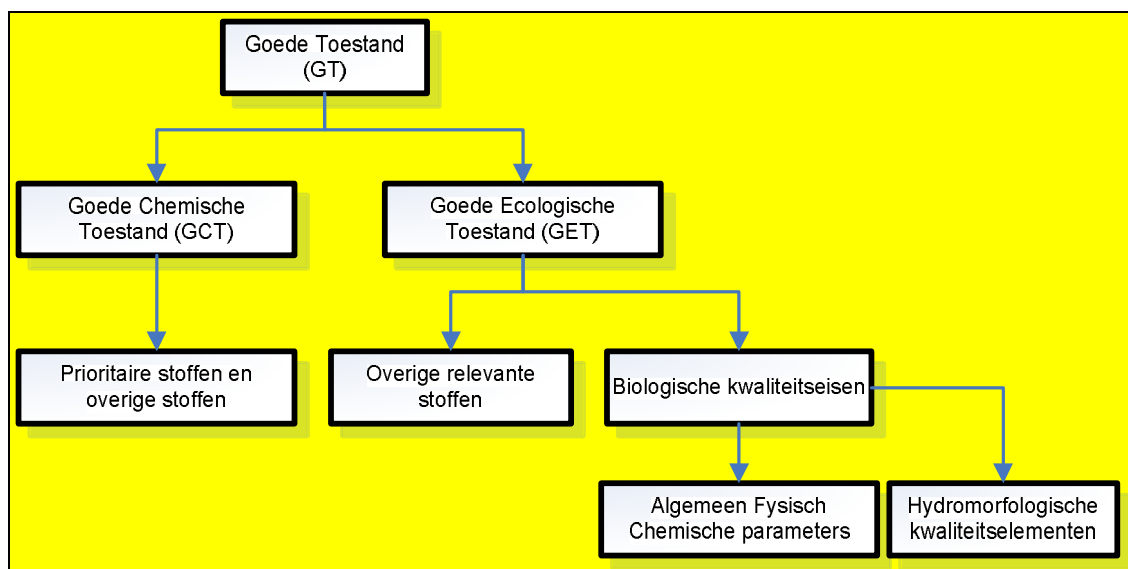 Goede Toestand
(GT)
Goede Chemische
Toestand (GCT)
Goede Ecologische
Toestand (GET)
Prioritaire stoffen en
overige stoffen
Overige relevante
stoffen
Biologische kwaliteitseisen
Algemeen Fysisch
Chemische parameters
Hydromorfologische
kwaliteitselementen